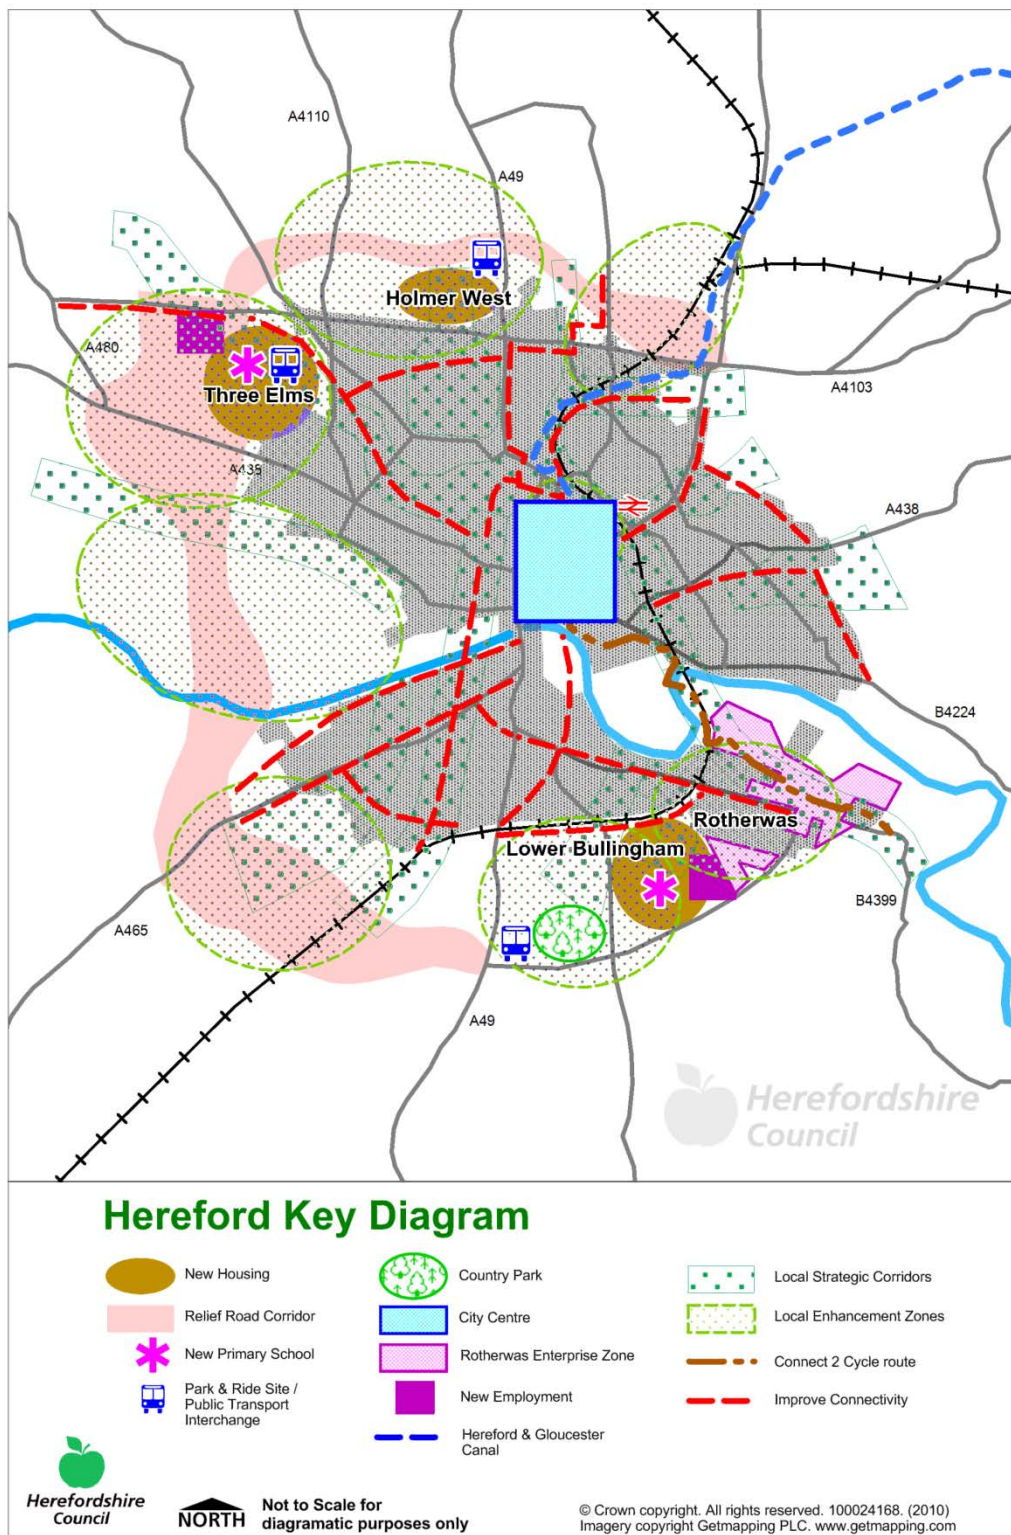 A4110
A49
Holmer West
A480
Three Elms
A4103
A438
A438
B4224
Rotherwas
Lower Bullingham
B4399
A465
A49
Herefordshire
Council
Hereford Key Diagram
New Housing
Relief Road Corridor
New Primary School
Park & Ride Site /
Public Transport
Interchange
Country Park
City Centre
Rotherwas Enterprise Zone
New Employment
Hereford & Gloucester
Canal
Local Strategic Corridors
Local Enhancement Zones
Connect 2 Cycle route
Improve Connectivity
Herefordshire
Council
NORTH
Not to Scale for
diagramatic purposes only
© Crown copyright. All rights reserved. 100024168. (2010)
Imagery copyright Getmapping PLC. www.getmapping.com